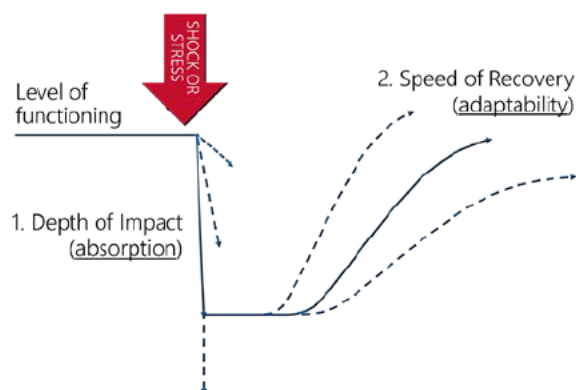 SHOCK OR
STRESS
Level of
functioning
2. Speed of Recovery
(adaptability)
1. Depth of Impact
(absorption)